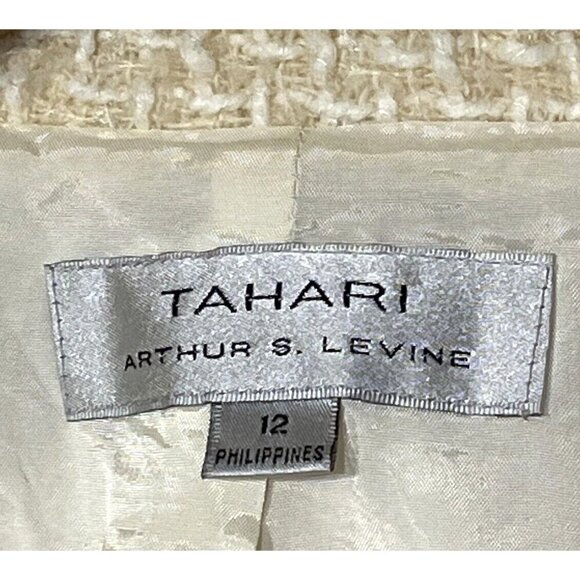 TAHARI
ARTHUR S. LEVINE
12
PHILIPPINES